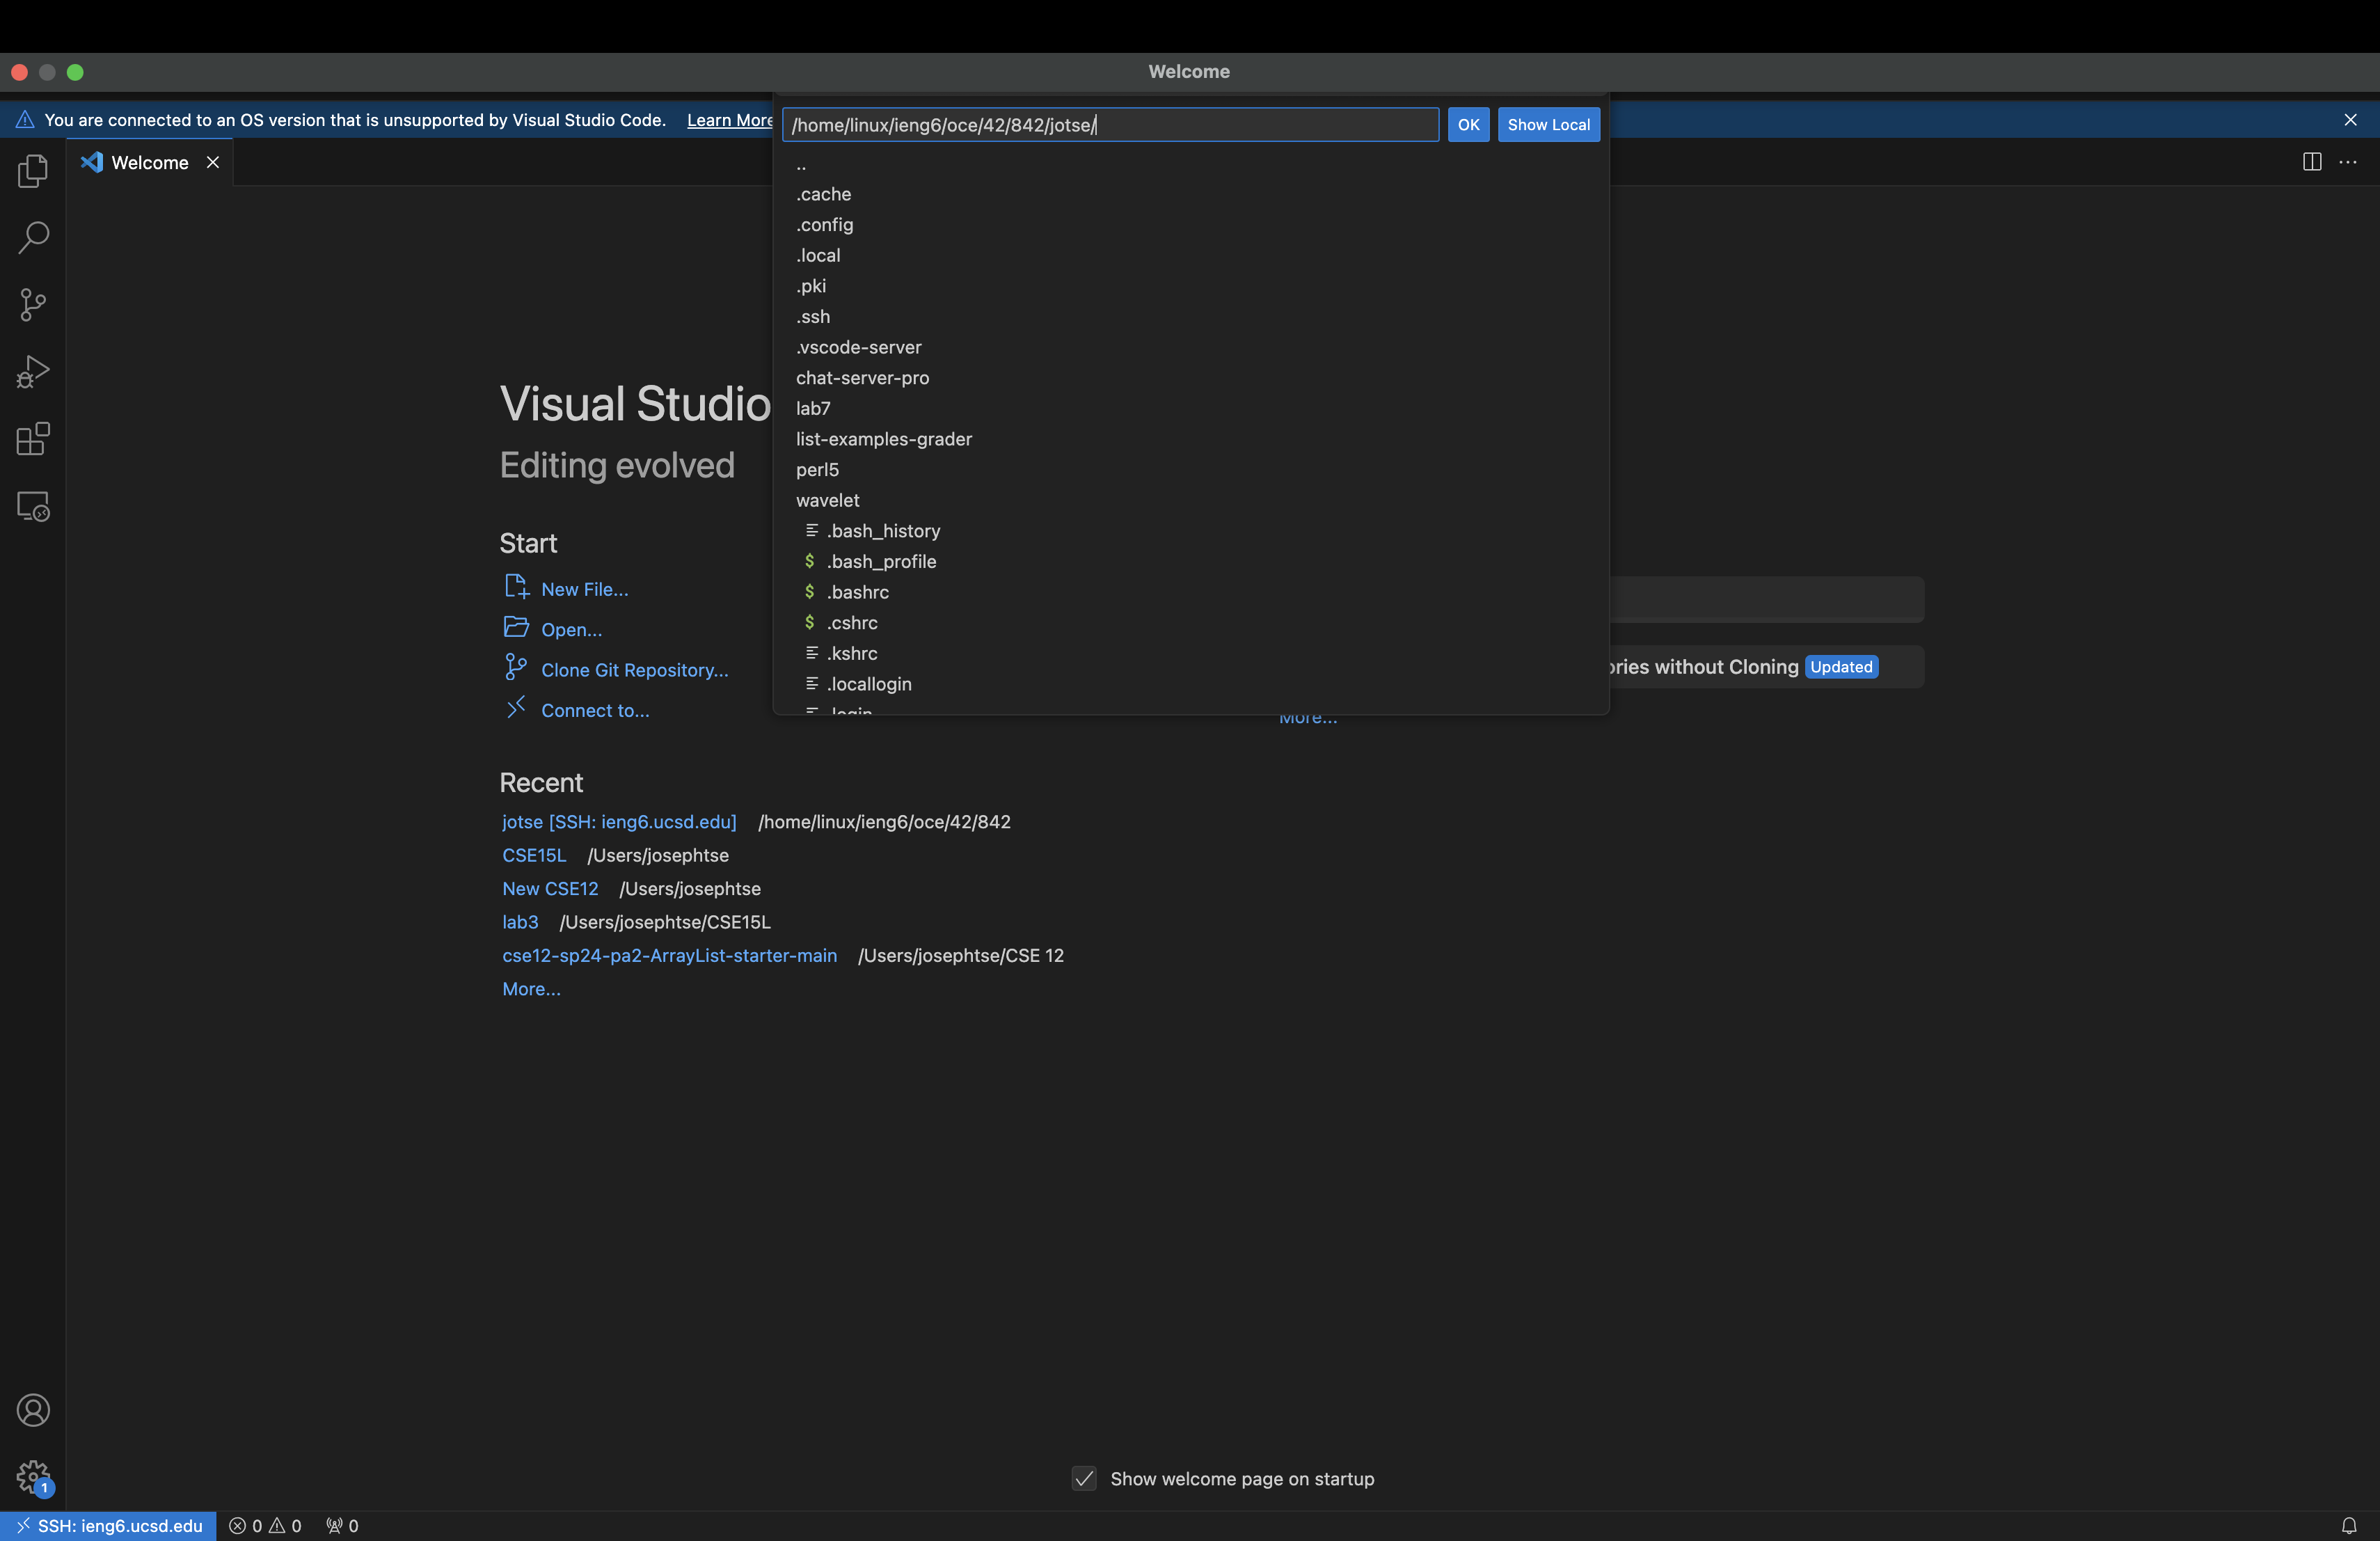 Welcome
You are connected to an OS version that is unsupported by Visual Studio Code. Learn More
/home/linux/ieng6/oce/42/842/jotse/
OK
Show Local
Welcome
..
.cache
.config
.local
.pki
.ssh
.vscode-server
chat-server-pro
lab7
list-examples-grader
perl5
wavelet
.bash_history
$ .bash_profile
$ .bashrc
$ .cshrc
.kshrc
.locallogin
.login
Visual Studio
Editing evolved
Start
New File...
Open...
Clone Git Repository...
Connect to...
ories without Cloning Updated
More...
Recent
jotse [SSH: ieng6.ucsd.edu] /home/linux/ieng6/oce/42/842
CSE15L /Users/josephtse
New CSE12 /Users/josephtse
lab3 /Users/josephtse/CSE15L
cse12-sp24-pa2-ArrayList-starter-main /Users/josephtse/CSE 12
More...
Show welcome page on startup
1
SSH: ieng6.ucsd.edu 0 0 0